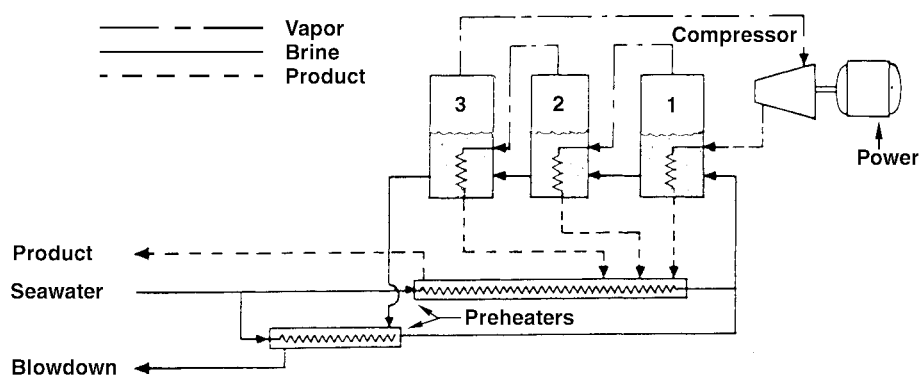 Vapor
Brine
Product
Compressor
3
2
1
Power
Product
Seawater
Preheaters
Blowdown